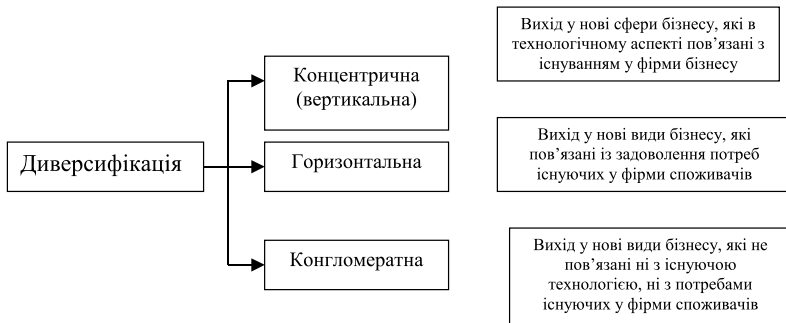 Диверсифікація
Концентрична
(вертикальна)
Вихід у нові сфери бізнесу, які в
технологічному аспекті пов’язані з
існуванням у фірми бізнесу
Горизонтальна
Вихід у нові види бізнесу, які
пов’язані із задоволення потреб
існуючих у фірми споживачів
Конгломератна
Вихід у нові види бізнесу, які не
пов’язані ні з існуючою
технологією, ні з потребами
існуючих у фірми споживачів